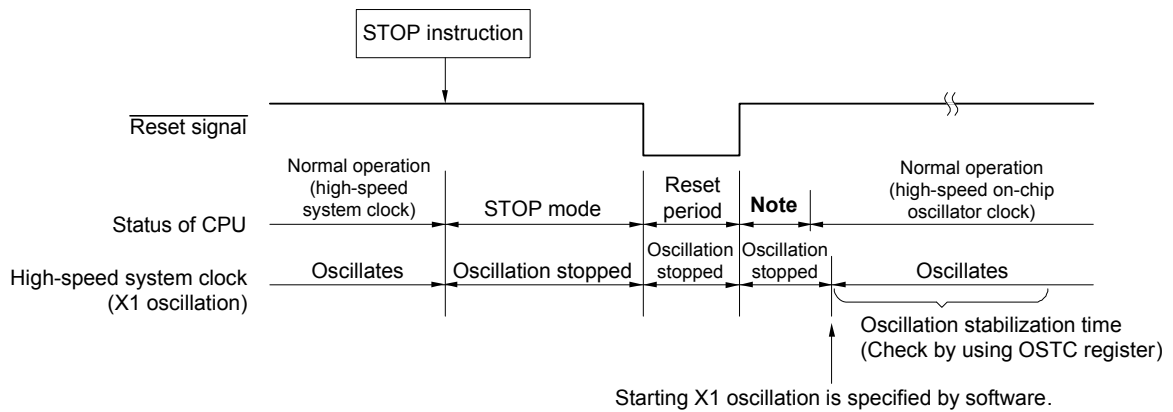 STOP instruction
Reset signal
Normal operation
(high-speed
system clock)
Status of CPU
STOP mode
Reset
period
Note
Normal operation
(high-speed on-chip
oscillator clock)
High-speed system clock
(X1 oscillation)
Oscillates
Oscillation stopped
Oscillation
stopped
Oscillation
stopped
Oscillates
Oscillation stabilization time
(Check by using OSTC register)
Starting X1 oscillation is specified by software.